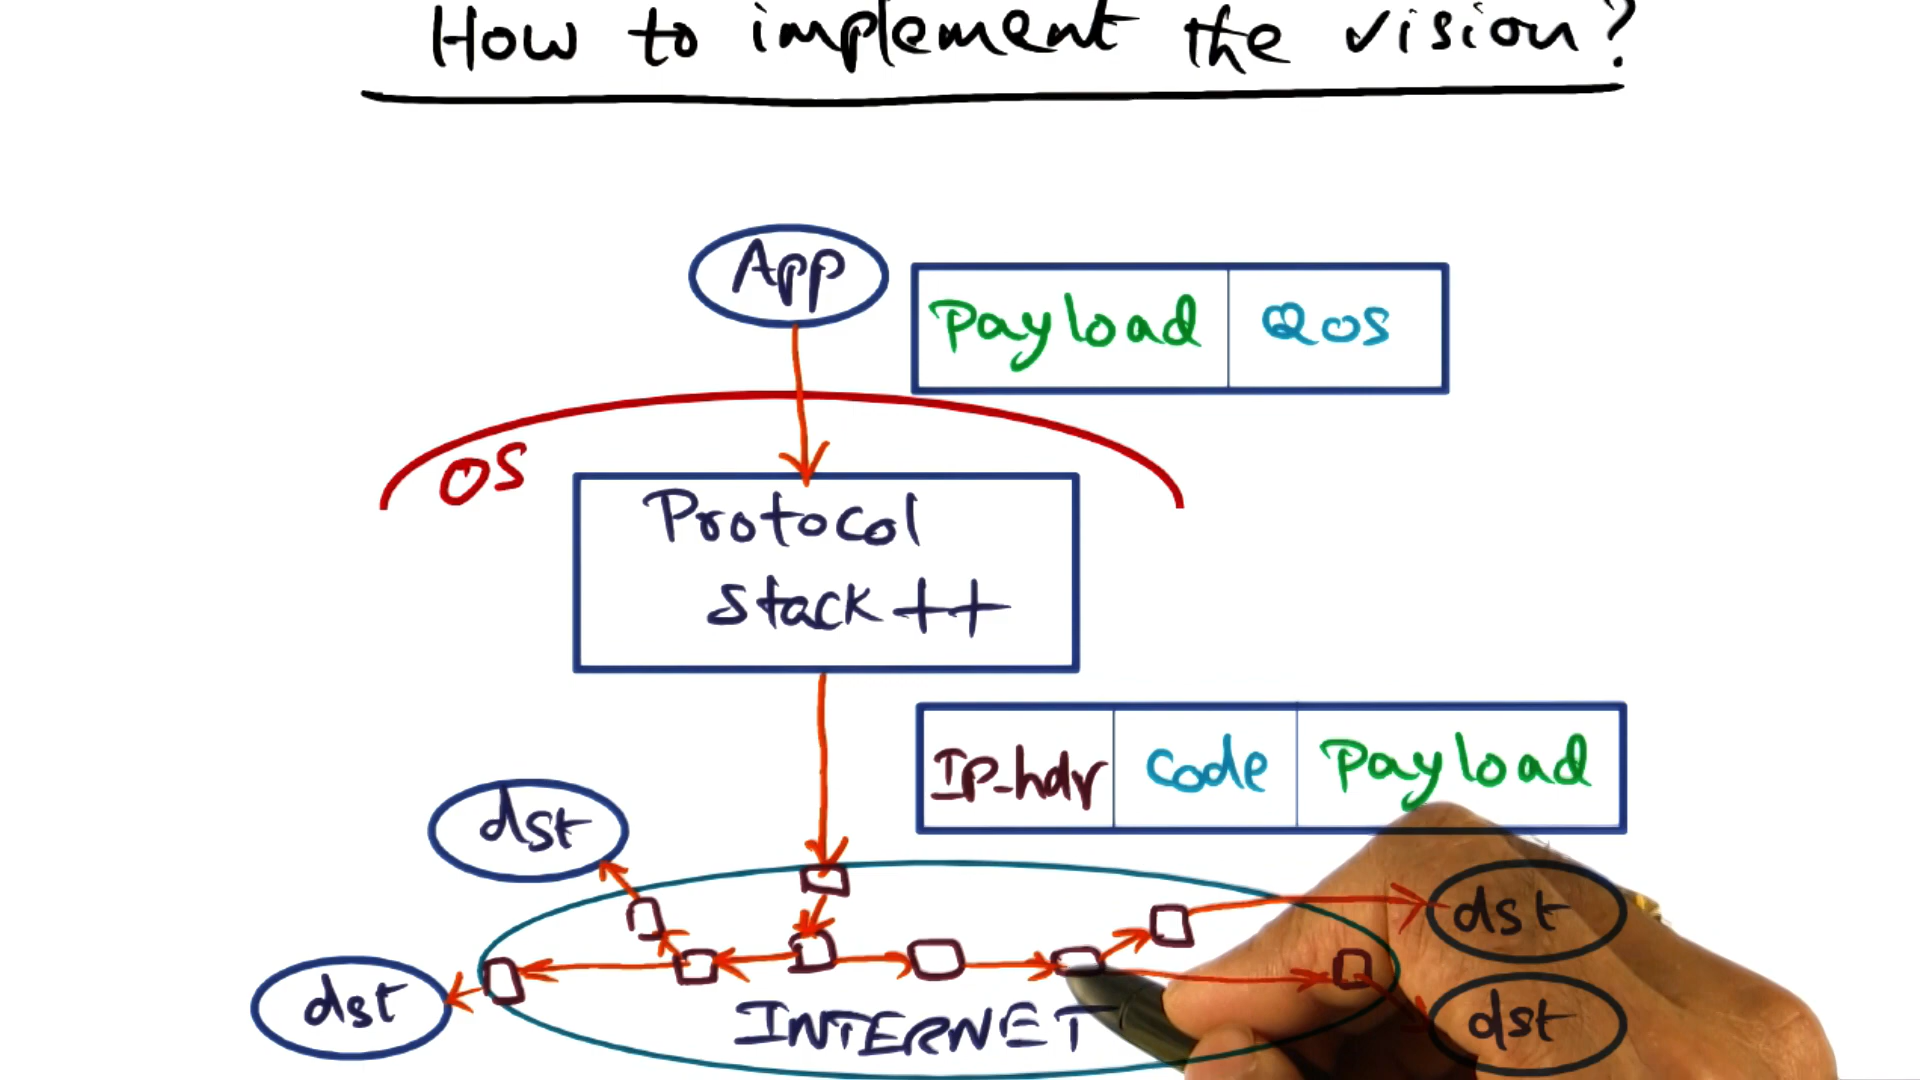 How to implement the vision?
App
Payload QOS
OS
Protocol
stack++
IP-hdr Code Payload
dst
dst
dst
dst
INTERNET